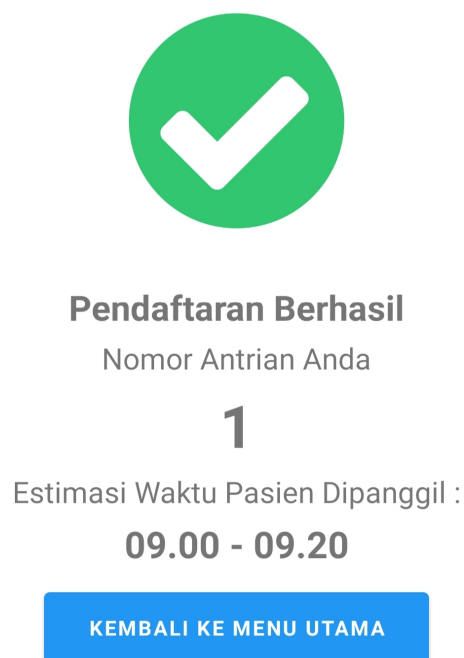 Pendaftaran Berhasil
Nomor Antrian Anda
1
Estimasi Waktu Pasien Dipanggil :
09.00 - 09.20
KEMBALI KE MENU UTAMA